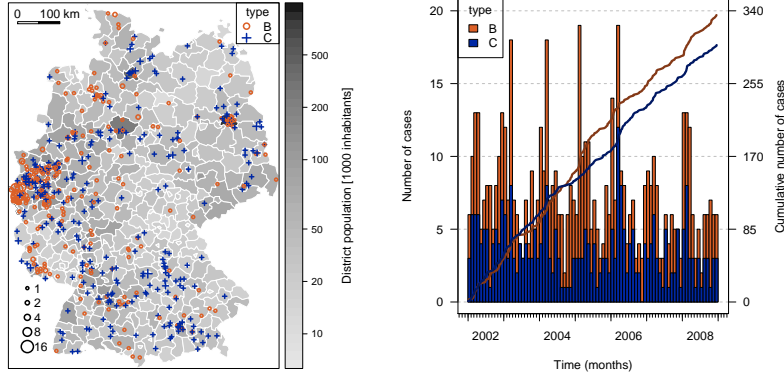 0 100 km
type
B
C
1
2
4
8
16
500
200
100
50
20
10
District population [1000 inhabitants]
type
B
C
20
15
10
5
0
Number of cases
340
255
170
85
0
Cumulative number of cases
2002 2004 2006 2008
Time (months)